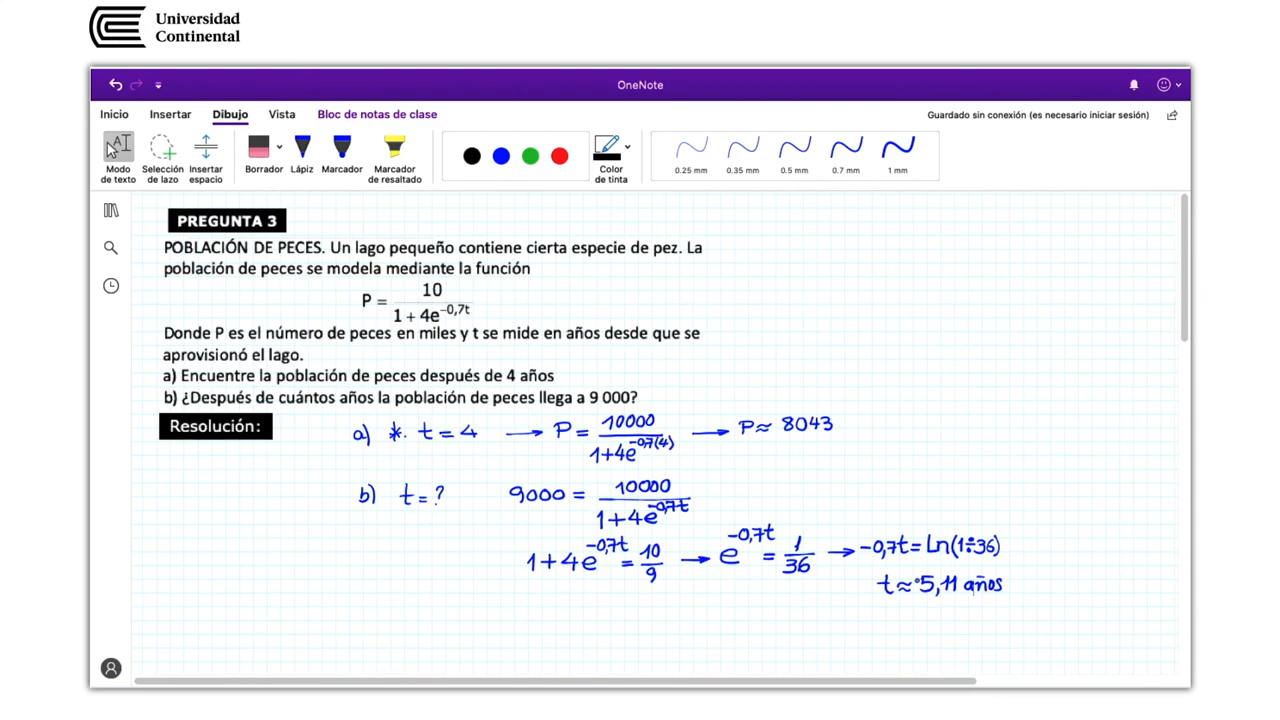 Universidad
Continental
OneNote
Inicio Insertar Dibujo Vista Bloc de notas de clase Guardado sin conexión (es necesario iniciar sesión)
Modo de texto Selección de lazo Insertar espacio Borrador Lápiz Marcador Marcador de resaltado Color de tinta 0.25 mm 0.35 mm 0.5 mm 0.7 mm 1 mm
PREGUNTA 3
POBLACIÓN DE PECES. Un lago pequeño contiene cierta especie de pez. La
población de peces se modela mediante la función
P = 10 / (1 + 4e^{-0,7t})
Donde P es el número de peces en miles y t se mide en años desde que se
aprovisionó el lago.
a) Encuentre la población de peces después de 4 años
b) ¿Después de cuántos años la población de peces llega a 9 000?
Resolución:
a) *. t = 4 → P = 10000 / (1+4e^{-0,7(4)}) → P ≈ 8043
b) t = ? 9000 = 10000 / (1+4e^{-0,7t})
1+4e^{-0,7t} = 10/9 → e^{-0,7t} = 1/36 → -0,7t = Ln(1÷36)
t ≈ 5,11 años